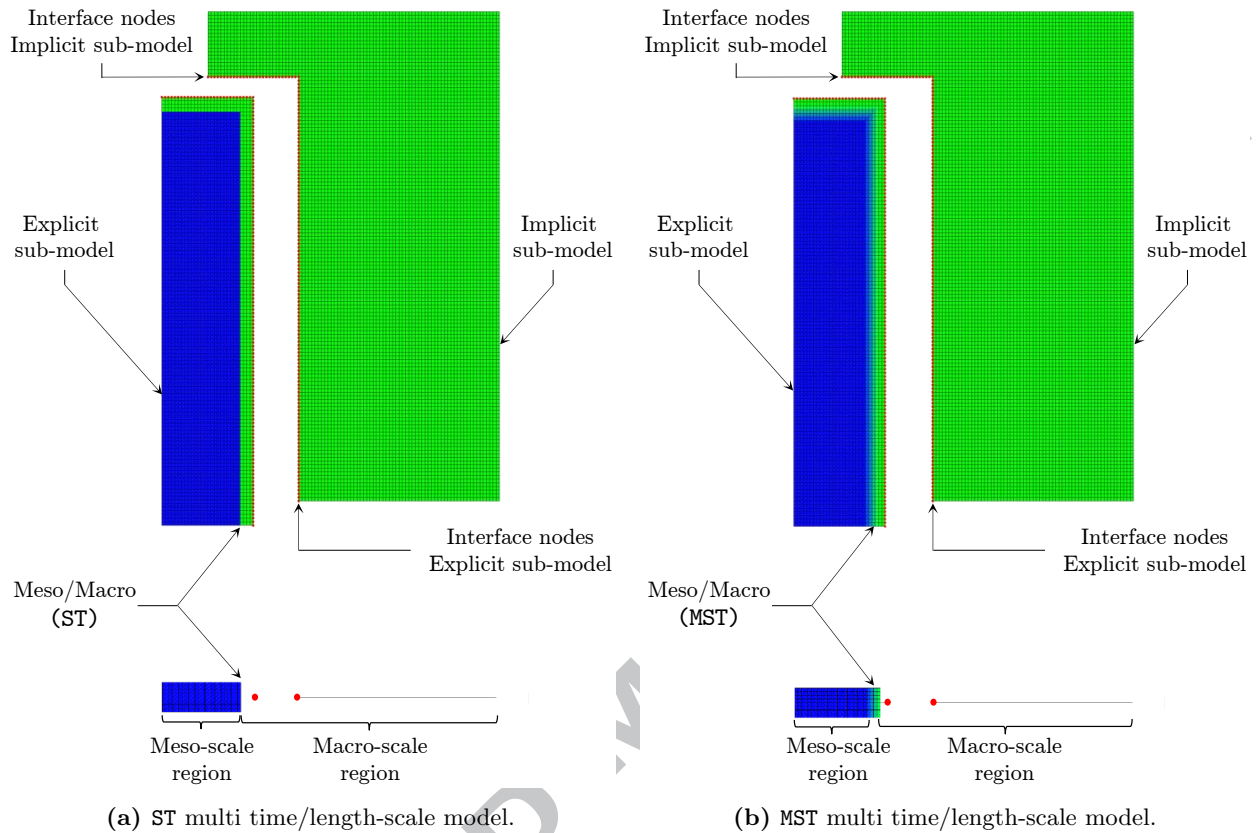 Interface nodes
Implicit sub-model
Explicit
sub-model
Implicit
sub-model
Interface nodes
Explicit sub-model
Meso/Macro
(ST)
Meso-scale
region
Macro-scale
region
(a) ST multi time/length-scale model.
Interface nodes
Implicit sub-model
Explicit
sub-model
Implicit
sub-model
Interface nodes
Explicit sub-model
Meso/Macro
(MST)
Meso-scale
region
Macro-scale
region
(b) MST multi time/length-scale model.